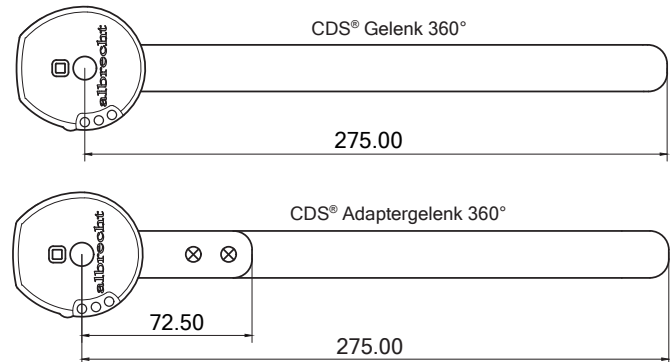 CDS® Gelenk 360°
albrecht
275.00
CDS® Adaptergelenk 360°
albrecht
72.50
275.00